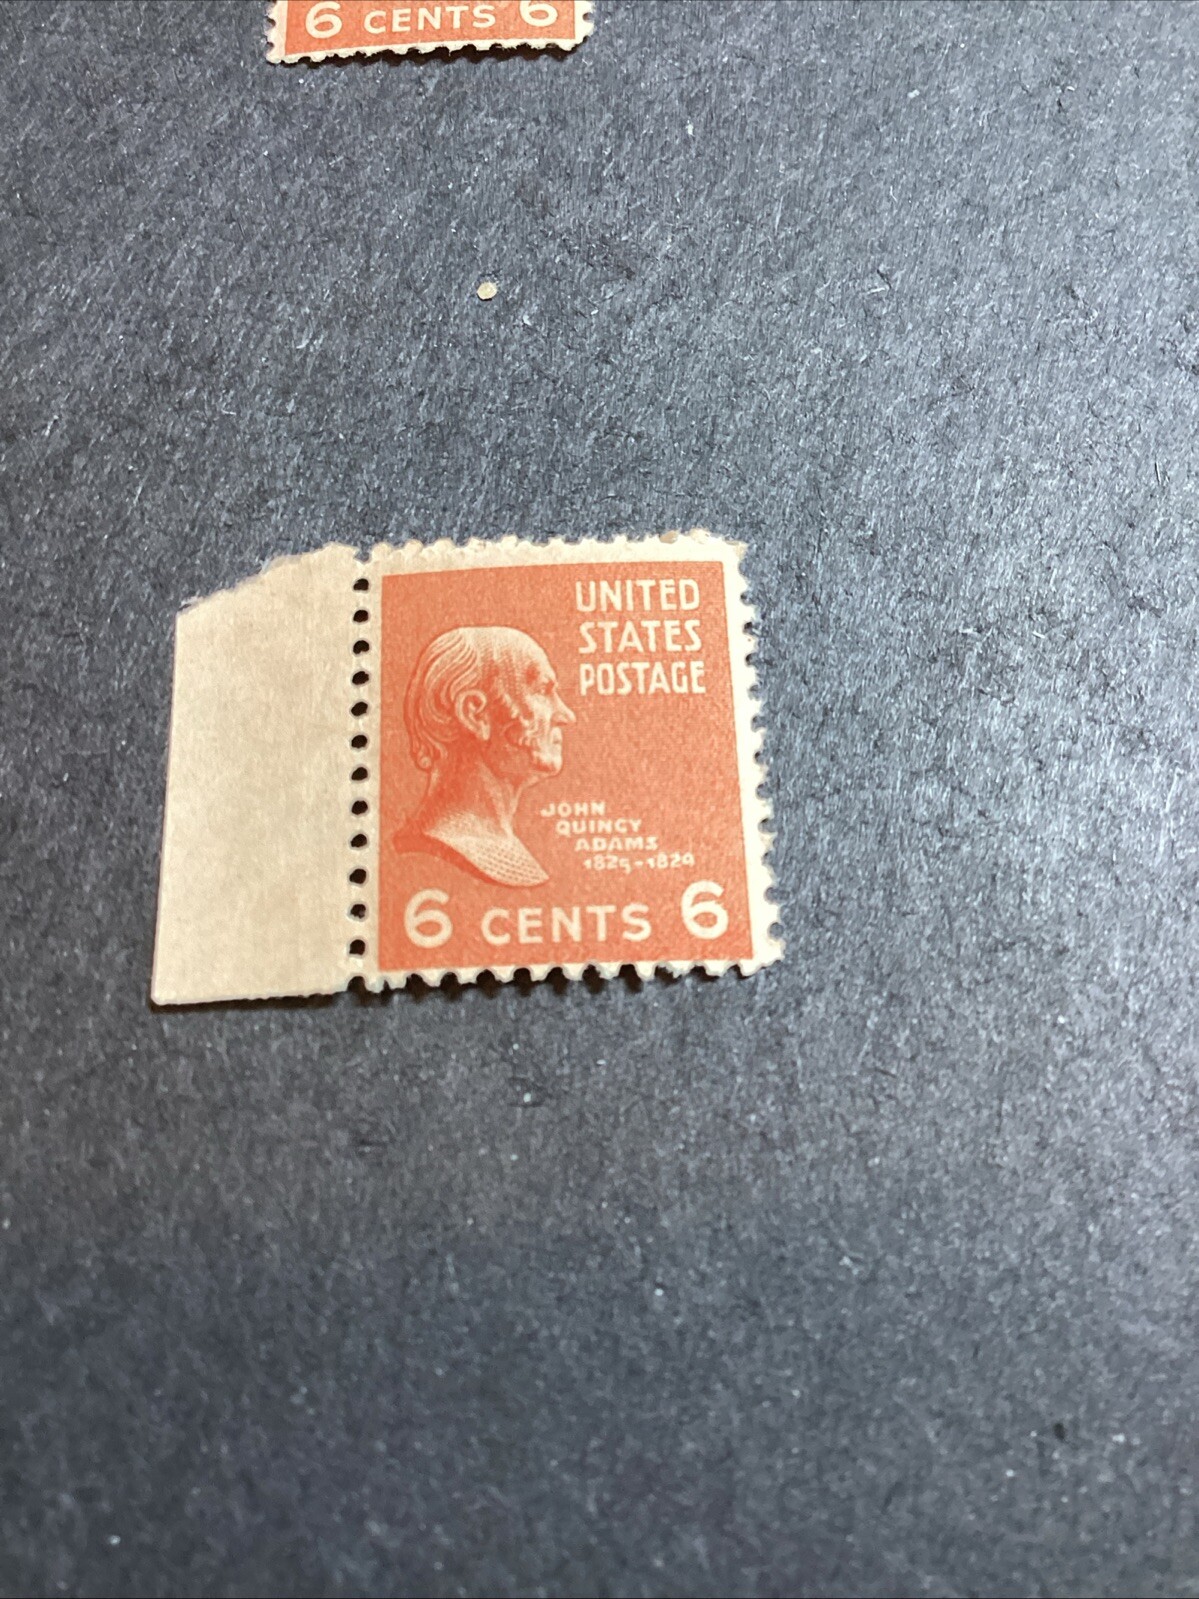 6 CENTS 6
UNITED
STATES
POSTAGE
JOHN
QUINCY
ADAMS
1825-1829
6 CENTS 6